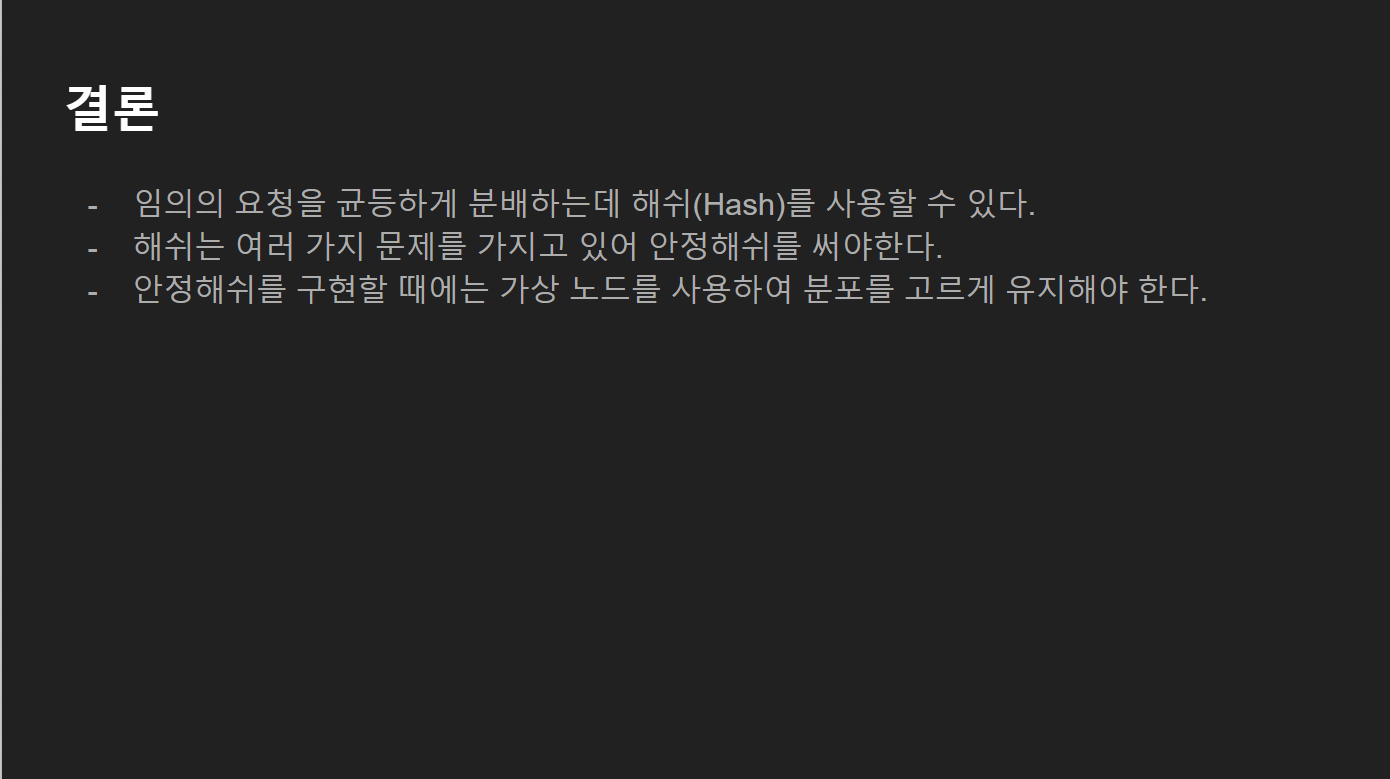 결론
- 임의의 요청을 균등하게 분배하는데 해쉬(Hash)를 사용할 수 있다.
- 해쉬는 여러 가지 문제를 가지고 있어 안정해쉬를 써야한다.
- 안정해쉬를 구현할 때에는 가상 노드를 사용하여 분포를 고르게 유지해야 한다.